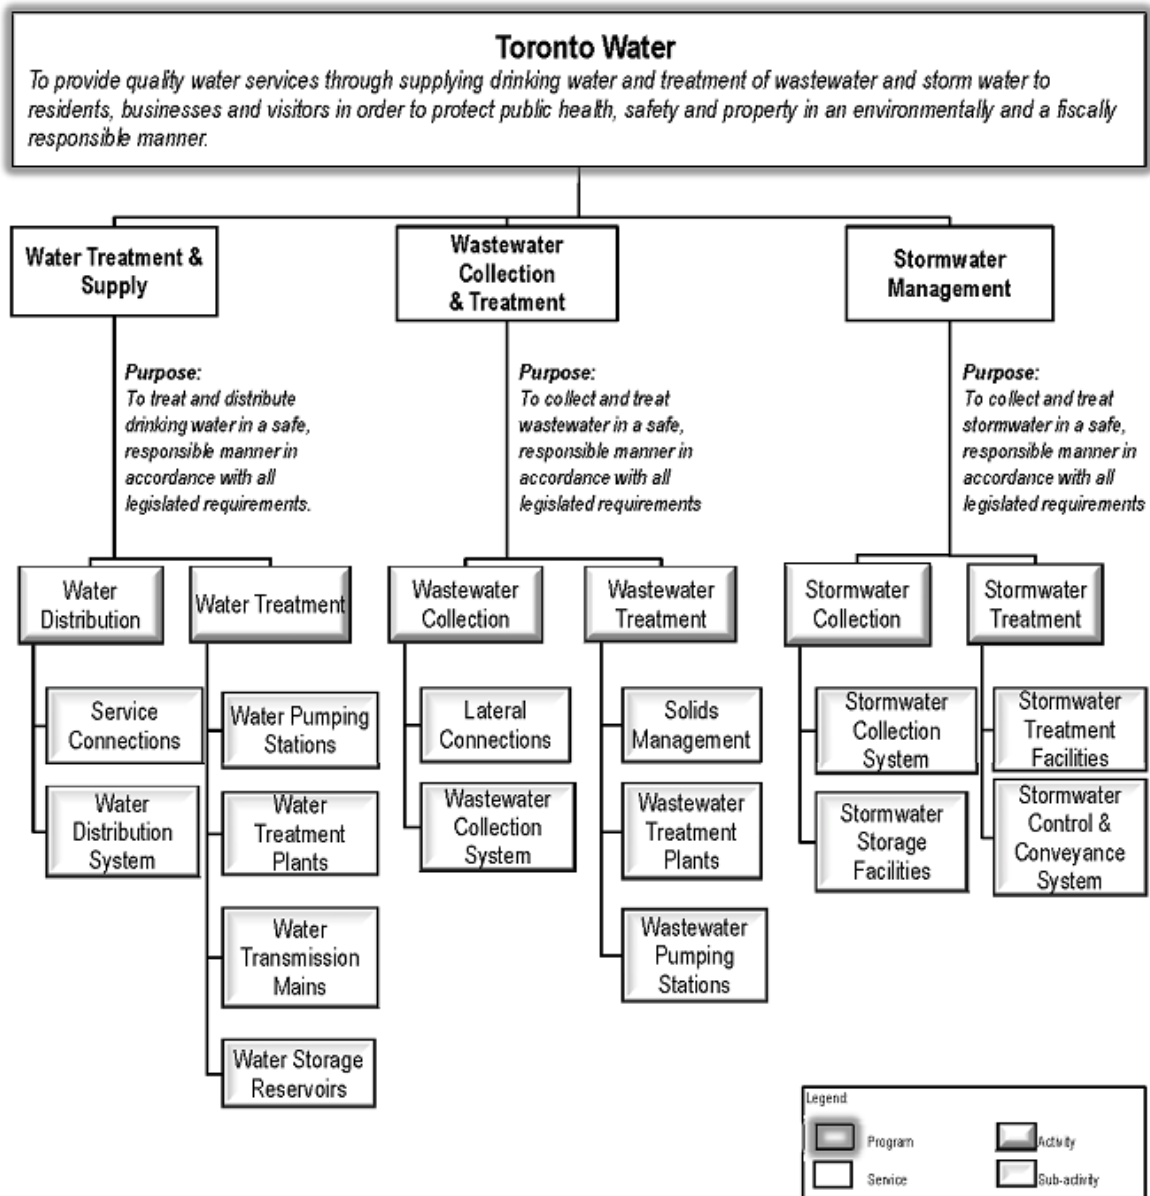 Toronto Water
To provide quality water services through supplying drinking water and treatment of wastewater and storm water to
residents, businesses and visitors in order to protect public health, safety and property in an environmentally and a fiscally
responsible manner.
Water Treatment &
Supply
Wastewater
Collection
& Treatment
Stormwater
Management
Purpose:
To treat and distribute
drinking water in a safe,
responsible manner in
accordance with all
legislated requirements.
Purpose:
To collect and treat
wastewater in a safe,
responsible manner in
accordance with all
legislated requirements
Purpose:
To collect and treat
stormwater in a safe,
responsible manner in
accordance with all
legislated requirements
Water
Distribution
Water Treatment
Wastewater
Collection
Wastewater
Treatment
Stormwater
Collection
Stormwater
Treatment
Service
Connections
Water
Distribution
System
Water Pumping
Stations
Water
Treatment
Plants
Water
Transmission
Mains
Water Storage
Reservoirs
Lateral
Connections
Wastewater
Collection
System
Solids
Management
Wastewater
Treatment
Plants
Wastewater
Pumping
Stations
Stormwater
Collection
System
Stormwater
Storage
Facilities
Stormwater
Treatment
Facilities
Stormwater
Control &
Conveyance
System
Legend:
Program
Activity
Service
Sub-activity